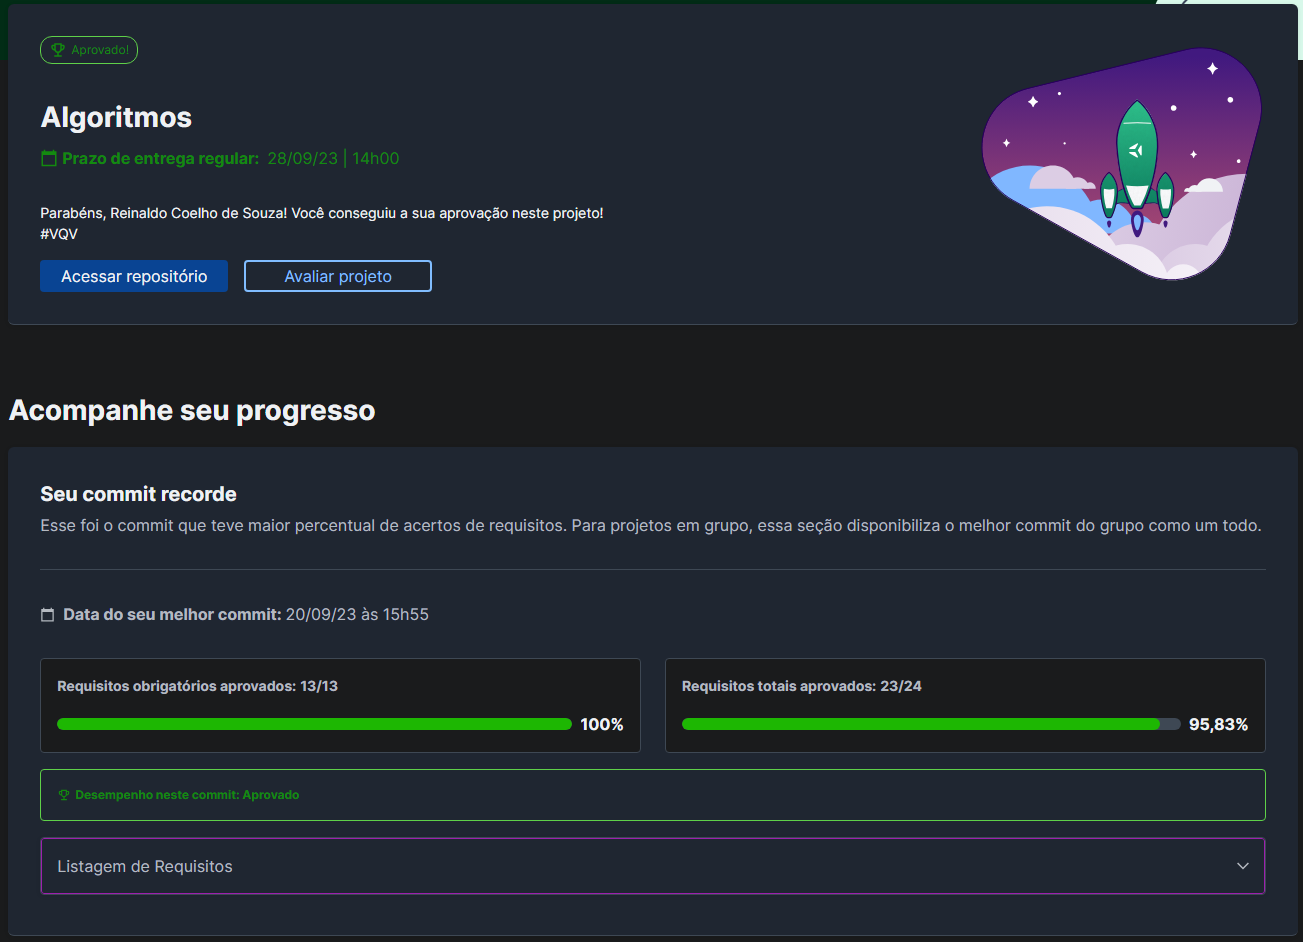 Aprovado!
Algoritmos
Prazo de entrega regular: 28/09/23 | 14h00
Parabéns, Reinaldo Coelho de Souza! Você conseguiu a sua aprovação neste projeto!
#VQV
Acessar repositório
Avaliar projeto
Acompanhe seu progresso
Seu commit recorde
Esse foi o commit que teve maior percentual de acertos de requisitos. Para projetos em grupo, essa seção disponibiliza o melhor commit do grupo como um todo.
Data do seu melhor commit: 20/09/23 às 15h55
Requisitos obrigatórios aprovados: 13/13
100%
Requisitos totais aprovados: 23/24
95,83%
Desempenho neste commit: Aprovado
Listagem de Requisitos